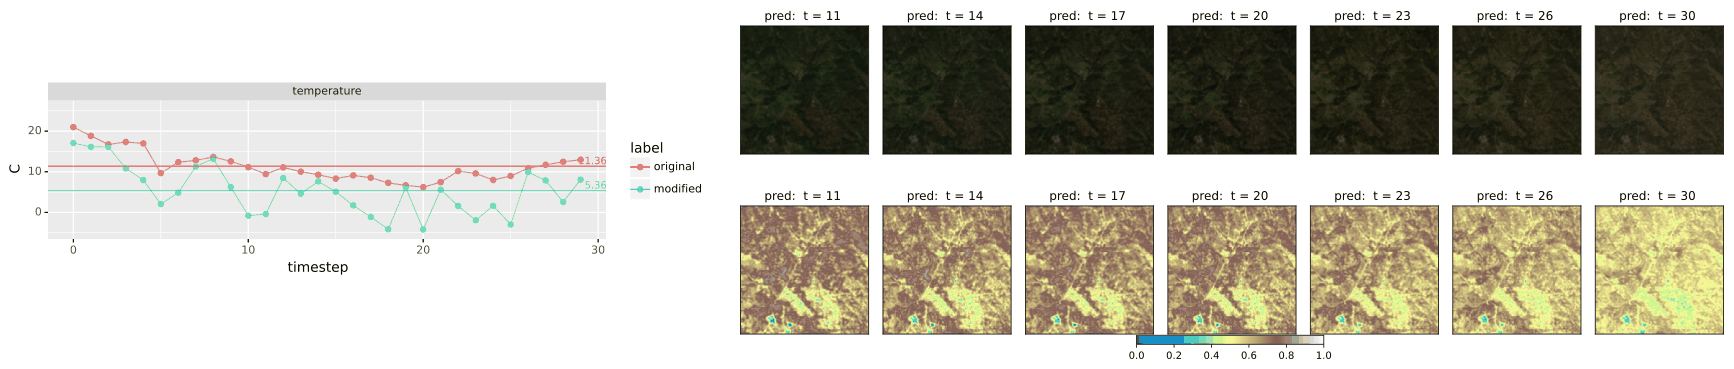 temperature
C
20
10
0
11.36
5.36
0
10
20
30
timestep
label
original
modified
pred: t = 11
pred: t = 14
pred: t = 17
pred: t = 20
pred: t = 23
pred: t = 26
pred: t = 30
pred: t = 11
pred: t = 14
pred: t = 17
pred: t = 20
pred: t = 23
pred: t = 26
pred: t = 30
0.0 0.2 0.4 0.6 0.8 1.0